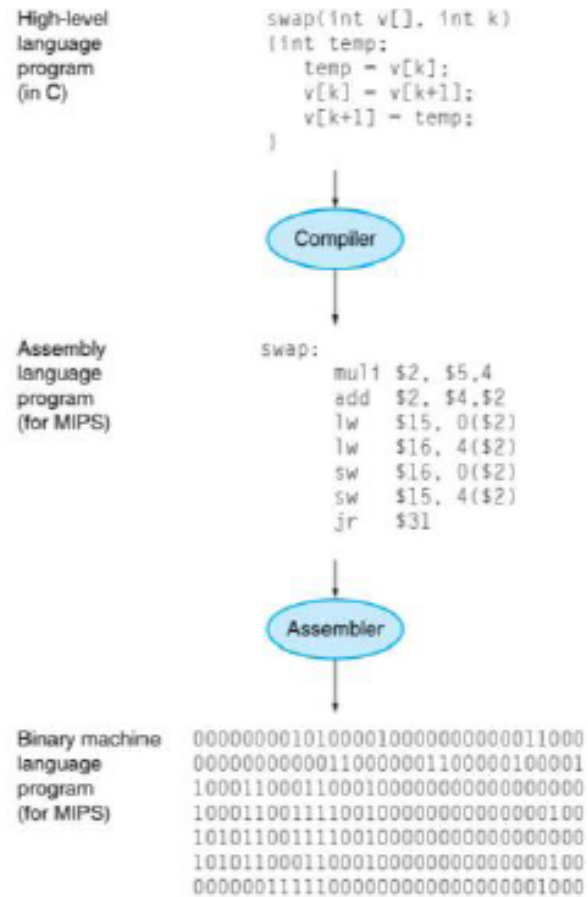 High-level
language
program
(in C)
swap(int v[], int k)
{int temp;
temp = v[k];
v[k] = v[k+1];
v[k+1] = temp;
}
Compiler
Assembly
language
program
(for MIPS)
swap:
muli $2, $5,4
add $2, $4,$2
lw $15, 0($2)
lw $16, 4($2)
sw $16, 0($2)
sw $15, 4($2)
jr $31
Assembler
Binary machine
language
program
(for MIPS)
00000000101000010000000000011000
00000000000110000001100000100001
10001100011000100000000000000000
10001100111100100000000000000100
10101100111100100000000000000000
10101100011000100000000000000100
00000011111000000000000000001000